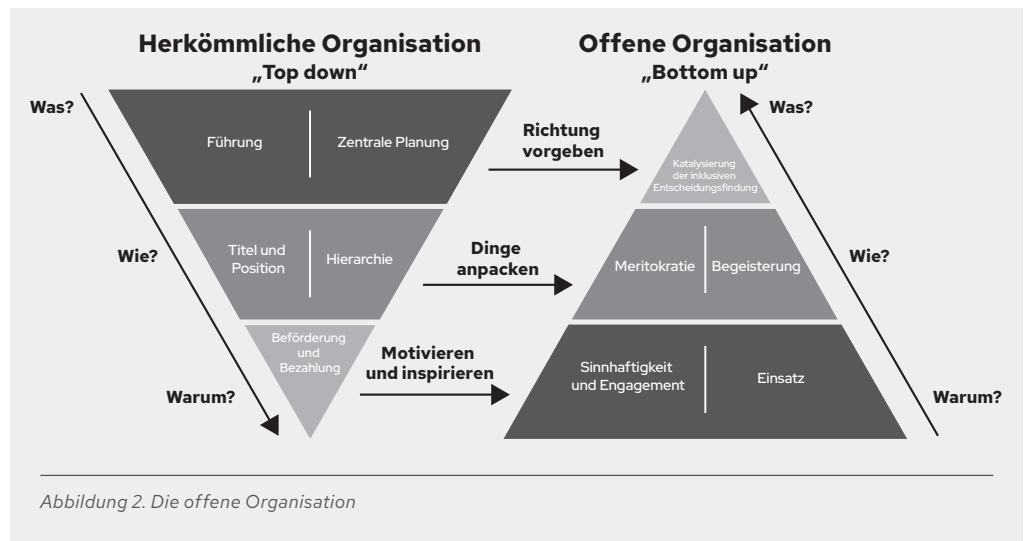 Herkömmliche Organisation
„Top down“
Offene Organisation
„Bottom up“
Was?
Führung
Zentrale Planung
Richtung
vorgeben
Katalysierung
der inklusiven
Entscheidungsfindung
Was?
Wie?
Titel und
Position
Hierarchie
Dinge
anpacken
Meritokratie
Begeisterung
Wie?
Warum?
Beförderung
und
Bezahlung
Motivieren
und inspirieren
Sinnhaftigkeit
und Engagement
Einsatz
Warum?
Abbildung 2. Die offene Organisation